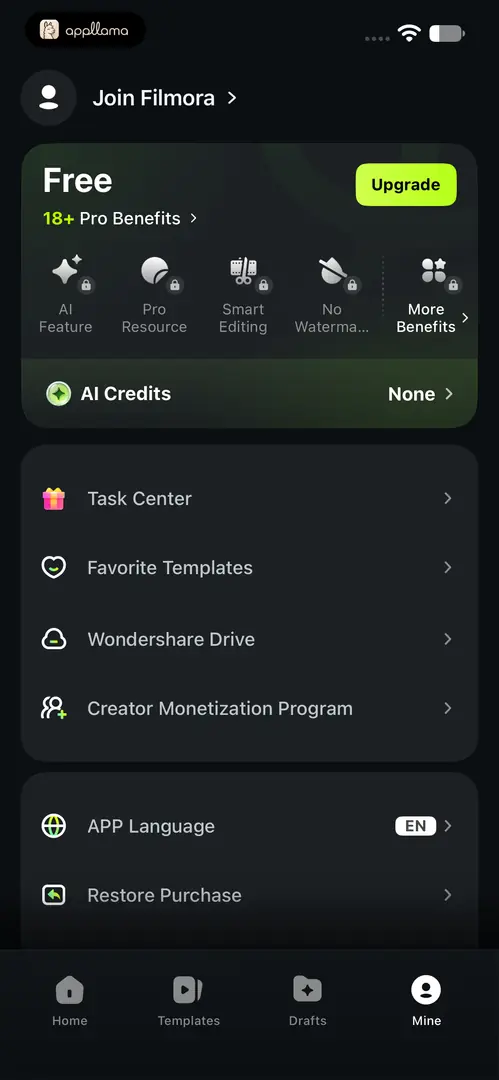 appllama
Join Filmora
Free
Upgrade
18+ Pro Benefits
AI
Feature
Pro
Resource
Smart
Editing
No
Waterma...
More
Benefits
AI Credits
None
Task Center
Favorite Templates
Wondershare Drive
Creator Monetization Program
APP Language
EN
Restore Purchase
Home
Templates
Drafts
Mine